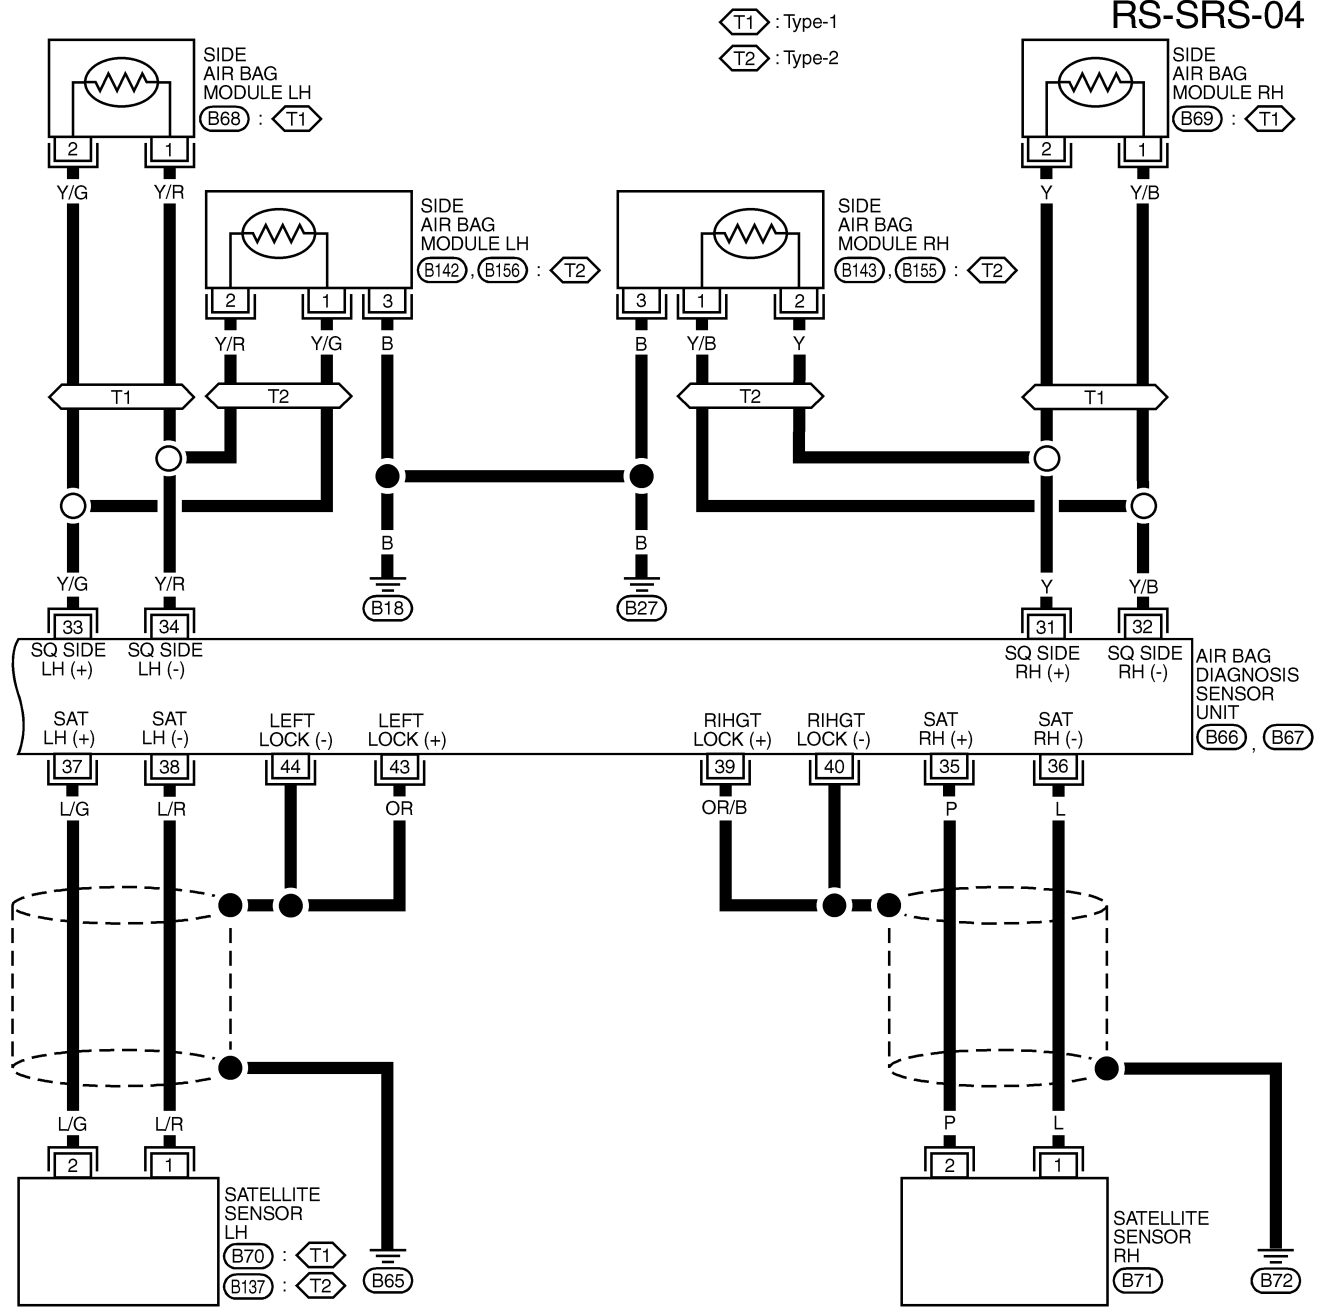 RS-SRS-04
T1 : Type-1
T2 : Type-2
SIDE
AIR BAG
MODULE LH
B68 : T1
2 1
Y/G Y/R
SIDE
AIR BAG
MODULE RH
B69 : T1
2 1
Y Y/B
SIDE
AIR BAG
MODULE LH
B142 , B156 : T2
2 1 3
Y/R Y/G B
SIDE
AIR BAG
MODULE RH
B143 , B155 : T2
3 1 2
B Y/B Y
T1 T2 T2 T1
B B
B18 B27
Y/G Y/R Y Y/B
33 34 31 32
SQ SIDE
LH (+)
SQ SIDE
LH (-)
SQ SIDE
RH (+)
SQ SIDE
RH (-)
AIR BAG
DIAGNOSIS
SENSOR
UNIT
B66 , B67
SAT
LH (+)
SAT
LH (-)
LEFT
LOCK (-)
LEFT
LOCK (+)
RIHGT
LOCK (+)
RIHGT
LOCK (-)
SAT
RH (+)
SAT
RH (-)
37 38 44 43 39 40 35 36
L/G L/R OR OR/B P L
L/G L/R P L
2 1 2 1
SATELLITE
SENSOR
LH
B70 : T1
B137 : T2
B65
SATELLITE
SENSOR
RH
B71
B72